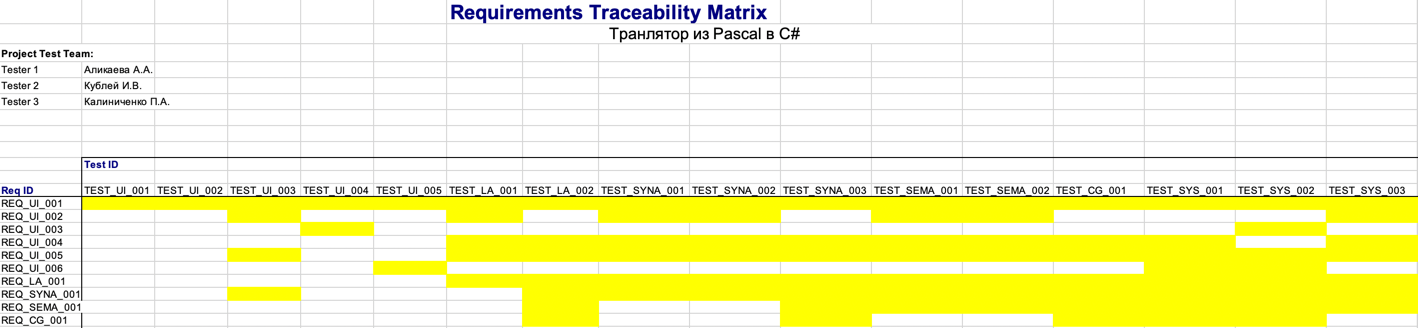 Requirements Traceability Matrix
Транлятор из Pascal в C#
Project Test Team:
Tester 1 Аликаева А.А.
Tester 2 Кублей И.В.
Tester 3 Калиниченко П.А.
Test ID
Req ID TEST_UI_001 TEST_UI_002 TEST_UI_003 TEST_UI_004 TEST_UI_005 TEST_LA_001 TEST_LA_002 TEST_SYNA_001 TEST_SYNA_002 TEST_SYNA_003 TEST_SEMA_001 TEST_SEMA_002 TEST_CG_001 TEST_SYS_001 TEST_SYS_002 TEST_SYS_003
REQ_UI_001
REQ_UI_002
REQ_UI_003
REQ_UI_004
REQ_UI_005
REQ_UI_006
REQ_LA_001
REQ_SYNA_001
REQ_SEMA_001
REQ_CG_001